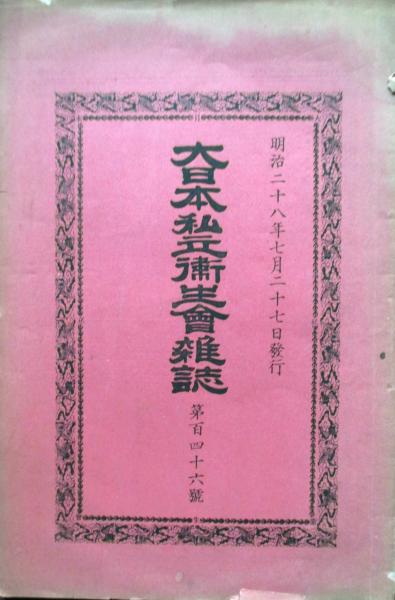 明治二十八年七月二十七日發行
大日本私立衞生會雜誌
第百四十六號